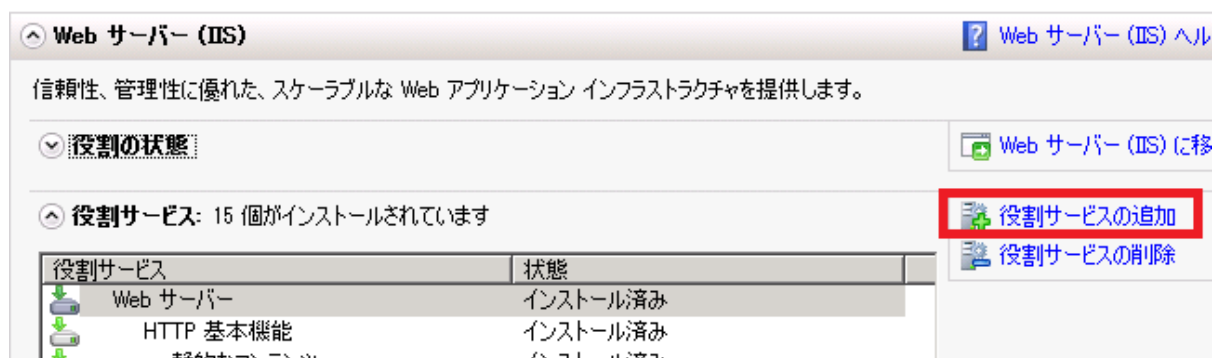 Web サーバー (IIS)
Web サーバー (IIS) ヘル
信頼性、管理性に優れた、スケーラブルな Web アプリケーション インフラストラクチャを提供します。
役割の状態
Web サーバー (IIS) に移
役割サービス: 15 個がインストールされています
役割サービスの追加
役割サービスの削除
役割サービス 状態
Web サーバー インストール済み
HTTP 基本機能 インストール済み